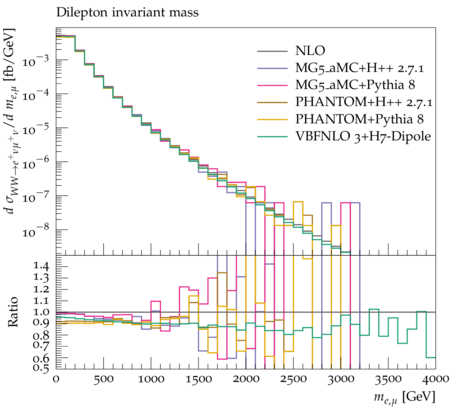 Dilepton invariant mass
d σ_{WW→e⁺νμ⁺ν}/d m_{e,μ} [fb/GeV]
10⁻³
10⁻⁴
10⁻⁵
10⁻⁶
10⁻⁷
10⁻⁸
NLO
MG5_aMC+H++ 2.7.1
MG5_aMC+Pythia 8
PHANTOM+H++ 2.7.1
PHANTOM+Pythia 8
VBFNLO 3+H7-Dipole
Ratio
1.4
1.3
1.2
1.1
1.0
0.9
0.8
0.7
0.6
0.5
0 500 1000 1500 2000 2500 3000 3500 4000
m_{e,μ} [GeV]